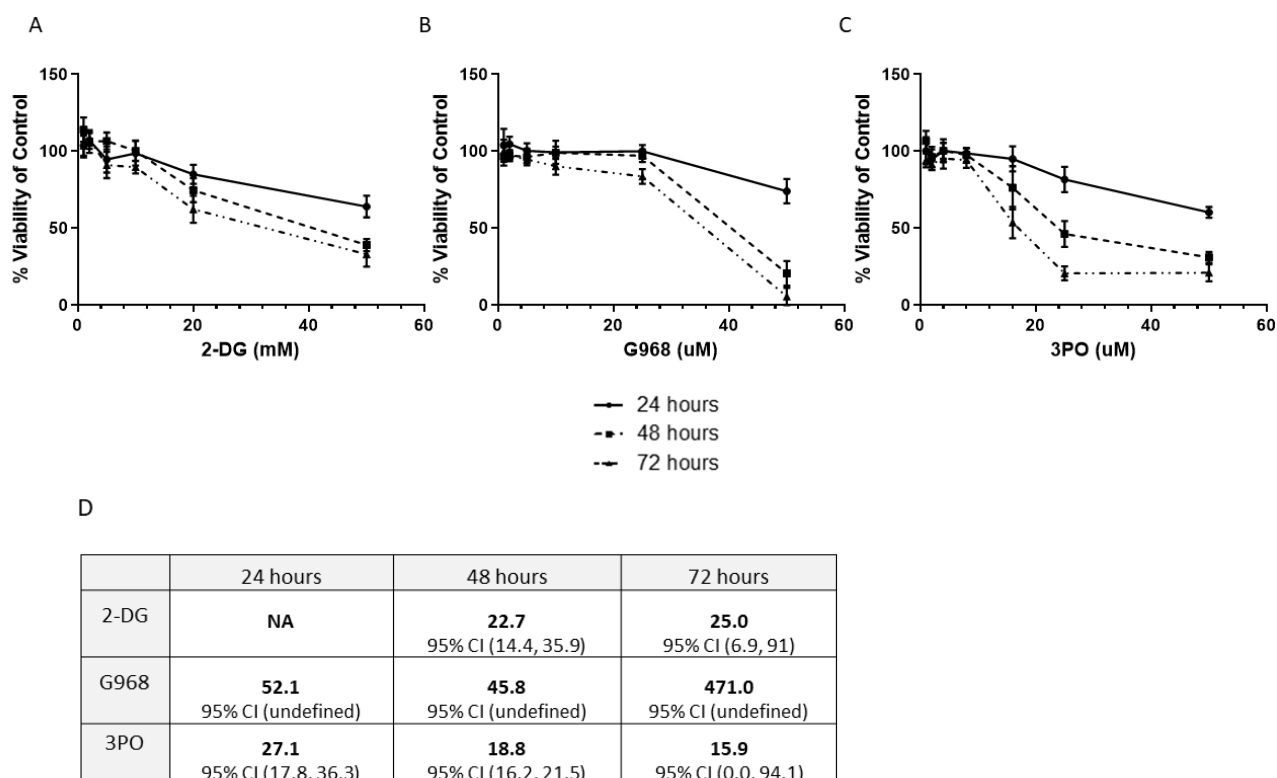 A
B
C
% Viability of Control
150
100
50
0
0
20
40
60
2-DG (mM)
% Viability of Control
150
100
50
0
0
20
40
60
G968 (uM)
% Viability of Control
150
100
50
0
0
20
40
60
3PO (uM)
24 hours
48 hours
72 hours
D
24 hours 48 hours 72 hours
2-DG NA 22.7 25.0
95% CI (14.4, 35.9) 95% CI (6.9, 91)
G968 52.1 45.8 471.0
95% CI (undefined) 95% CI (undefined) 95% CI (undefined)
3PO 27.1 18.8 15.9
95% CI (17.8, 36.3) 95% CI (16.2, 21.5) 95% CI (0.0, 94.1)